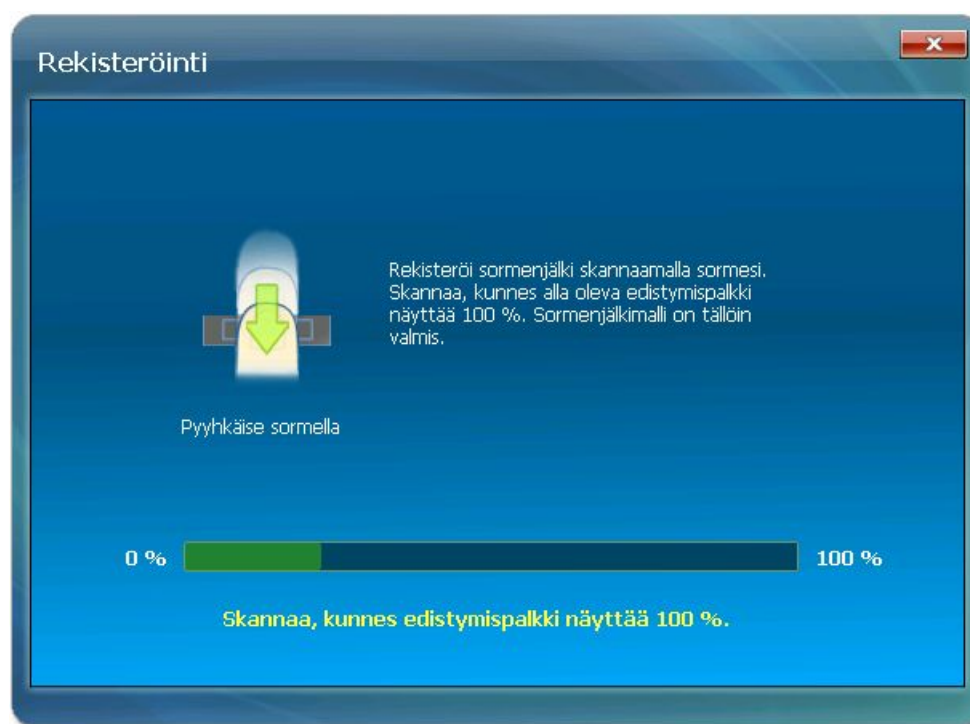 Rekisteröinti
Rekisteröi sormenjälki skannaamalla sormesi.
Skannaa, kunnes alla oleva edistymispalkki
näyttää 100 %. Sormenjälkimalli on tällöin
valmis.
Pyyhkäise sormella
0 % 100 %
Skannaa, kunnes edistymispalkki näyttää 100 %.